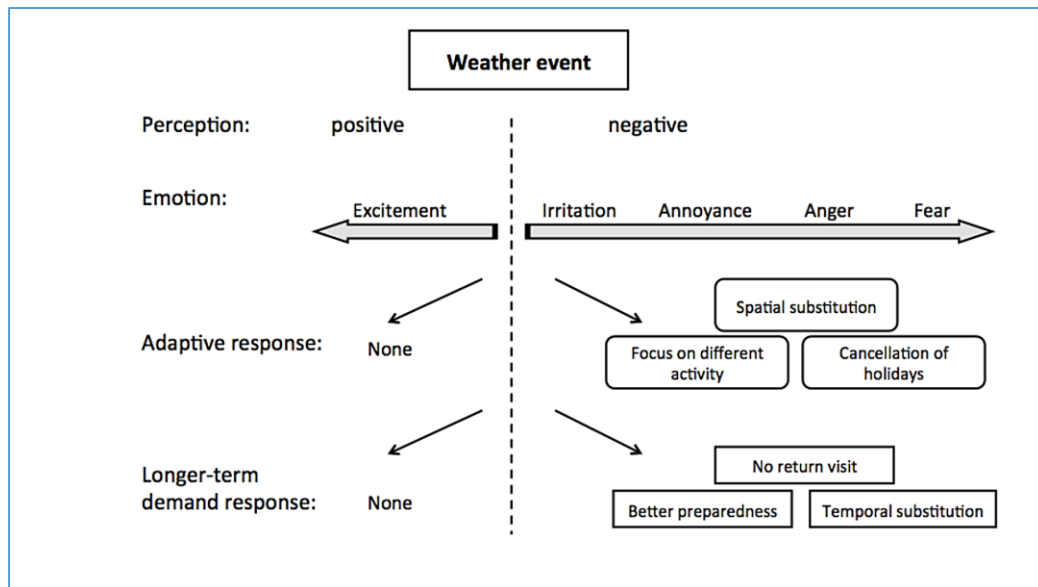 Weather event
Perception: positive negative
Emotion:
Excitement Irritation Annoyance Anger Fear
Spatial substitution
Adaptive response: None
Focus on different
activity
Cancellation of
holidays
No return visit
Longer-term
demand response: None
Better preparedness Temporal substitution